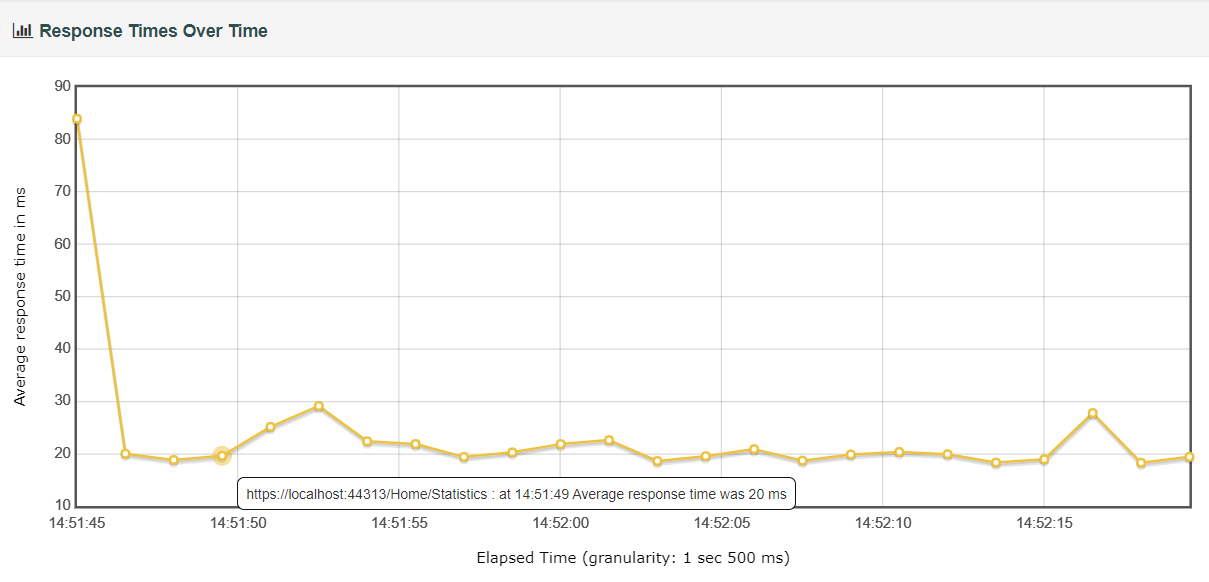 Response Times Over Time
90
80
70
60
50
40
30
20
10
Average response time in ms
https://localhost:44313/Home/Statistics : at 14:51:49 Average response time was 20 ms
14:51:45 14:51:50 14:51:55 14:52:00 14:52:05 14:52:10 14:52:15
Elapsed Time (granularity: 1 sec 500 ms)